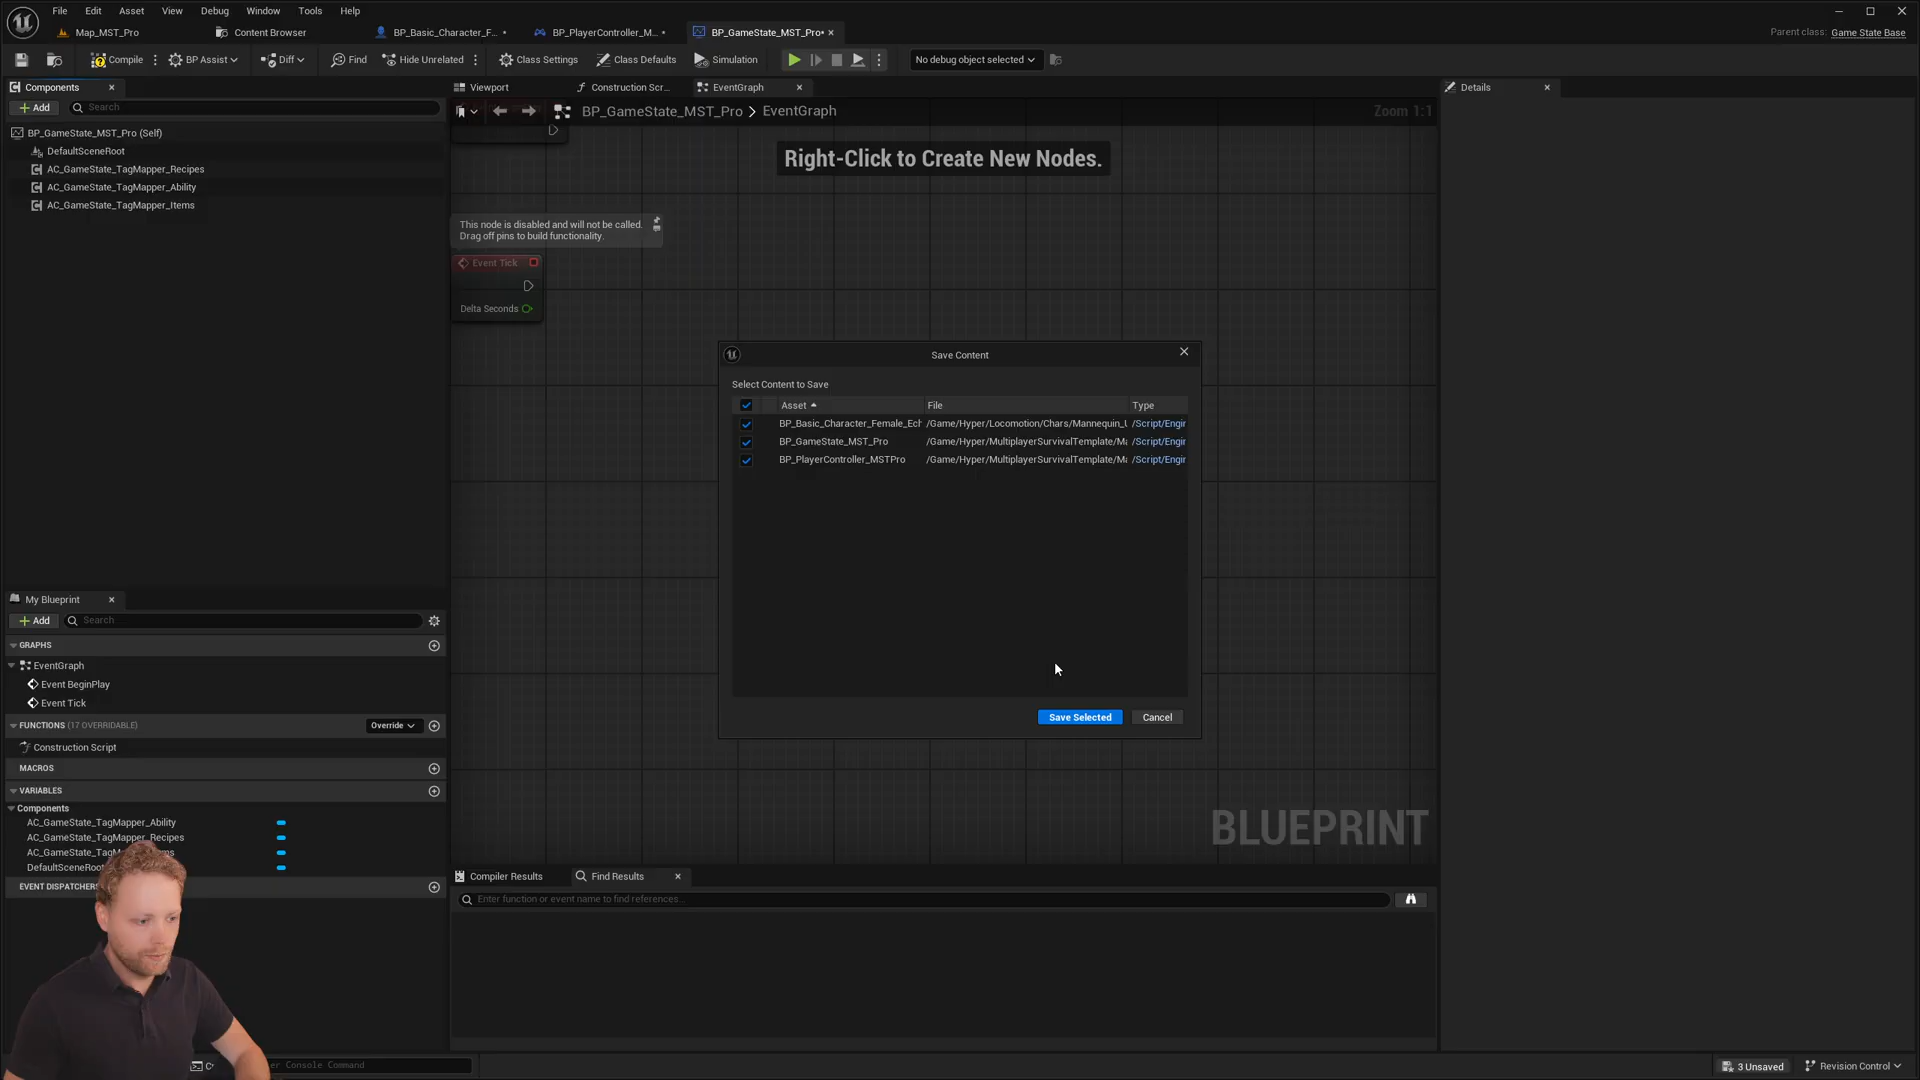 File Edit Asset View Debug Window Tools Help
Map_MST_Pro Content Browser BP_Basic_Character_F... • BP_PlayerController_M... • BP_GameState_MST_Pro•
Parent class: Game State Base
Compile BP Assist Diff Find Hide Unrelated Class Settings Class Defaults Simulation No debug object selected
Components
Add Search
BP_GameState_MST_Pro (Self)
DefaultSceneRoot
AC_GameState_TagMapper_Recipes
AC_GameState_TagMapper_Ability
AC_GameState_TagMapper_Items
Viewport Construction Scr... EventGraph
BP_GameState_MST_Pro > EventGraph
Zoom 1:1
Right-Click to Create New Nodes.
This node is disabled and will not be called.
Drag off pins to build functionality.
Event Tick
Delta Seconds
Save Content
Select Content to Save
Asset File Type
BP_Basic_Character_Female_Ech /Game/Hyper/Locomotion/Chars/Mannequin_U /Script/Engin
BP_GameState_MST_Pro /Game/Hyper/MultiplayerSurvivalTemplate/Ma /Script/Engin
BP_PlayerController_MSTPro /Game/Hyper/MultiplayerSurvivalTemplate/Ma /Script/Engin
Save Selected Cancel
Details
My Blueprint
Add Search
GRAPHS
EventGraph
Event BeginPlay
Event Tick
FUNCTIONS (17 OVERRIDABLE) Override
Construction Script
MACROS
VARIABLES
Components
AC_GameState_TagMapper_Ability
AC_GameState_TagMapper_Recipes
AC_GameState_TagM
DefaultSceneRoot
EVENT DISPATCHERS
BLUEPRINT
Compiler Results Find Results
Enter function or event name to find references...
Console Command
3 Unsaved Revision Control